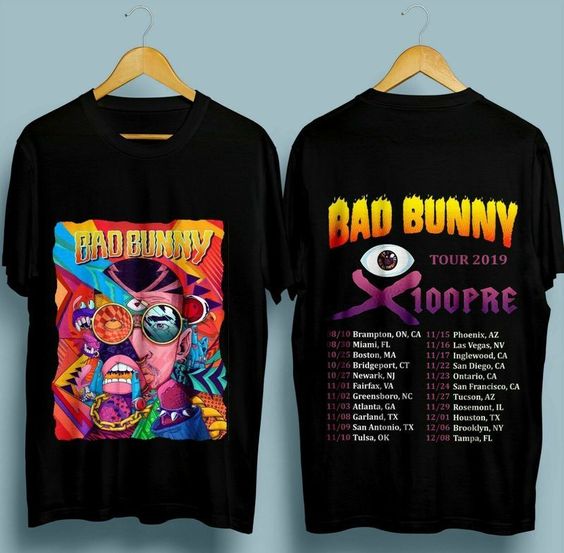 BAD BUNNY
BAD BUNNY
TOUR 2019
X 100PRE
08/10 Brampton, ON, CA
08/30 Miami, FL
10/25 Boston, MA
10/26 Bridgeport, CT
10/27 Newark, NJ
11/01 Fairfax, VA
11/02 Greensboro, NC
11/03 Atlanta, GA
11/08 Garland, TX
11/09 San Antonio, TX
11/10 Tulsa, OK
11/15 Phoenix, AZ
11/16 Las Vegas, NV
11/17 Inglewood, CA
11/22 San Diego, CA
11/23 Ontario, CA
11/24 San Francisco, CA
11/27 Tucson, AZ
11/29 Rosemont, IL
12/01 Houston, TX
12/06 Brooklyn, NY
12/08 Tampa, FL